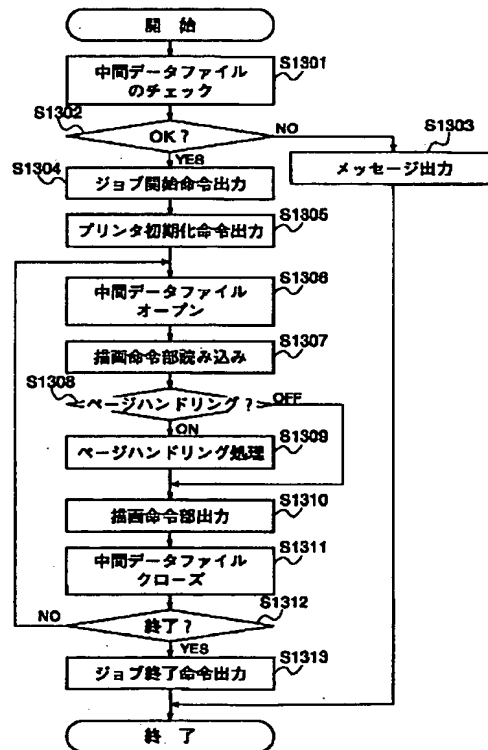 開 始
S1301
中間データファイル
のチェック
S1302
OK？
NO
YES
S1303
メッセージ出力
S1304
ジョブ開始命令出力
S1305
プリンタ初期化命令出力
S1306
中間データファイル
オープン
S1307
描画命令部読み込み
S1308
ページハンドリング？
OFF
ON
S1309
ページハンドリング処理
S1310
描画命令部出力
S1311
中間データファイル
クローズ
S1312
NO
終了？
YES
S1313
ジョブ終了命令出力
終 了